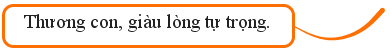 Thương con, giàu lòng tự trọng.